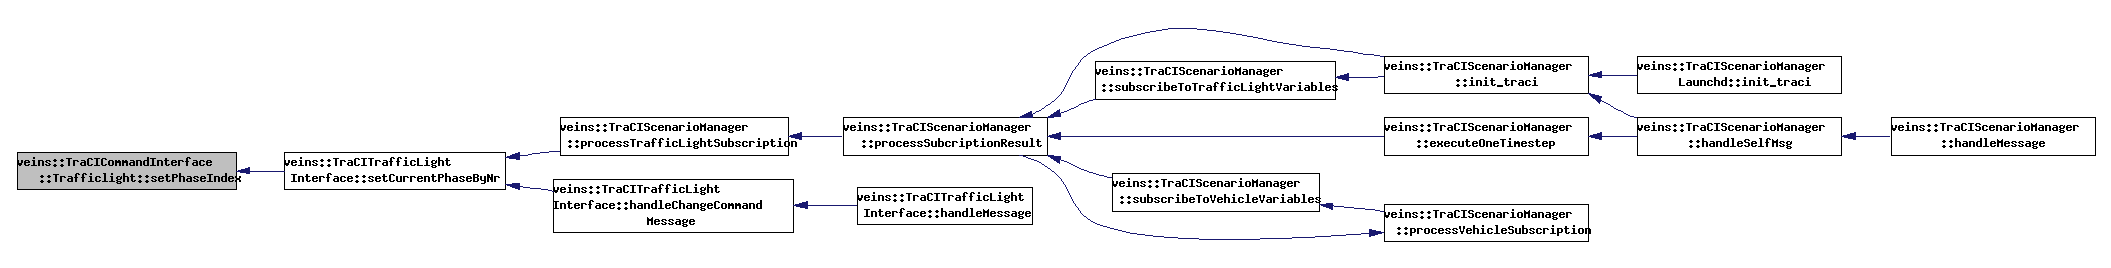 veins::TraCICommandInterface
::Trafficlight::setPhaseIndex
veins::TraCITrafficLight
Interface::setCurrentPhaseByNr
veins::TraCIScenarioManager
::processTrafficLightSubscription
veins::TraCITrafficLight
Interface::handleChangeCommand
Message
veins::TraCIScenarioManager
::processSubcriptionResult
veins::TraCITrafficLight
Interface::handleMessage
veins::TraCIScenarioManager
::subscribeToTrafficLightVariables
veins::TraCIScenarioManager
::subscribeToVehicleVariables
veins::TraCIScenarioManager
::init_traci
veins::TraCIScenarioManager
::executeOneTimestep
veins::TraCIScenarioManager
::processVehicleSubscription
veins::TraCIScenarioManager
Launchd::init_traci
veins::TraCIScenarioManager
::handleSelfMsg
veins::TraCIScenarioManager
::handleMessage